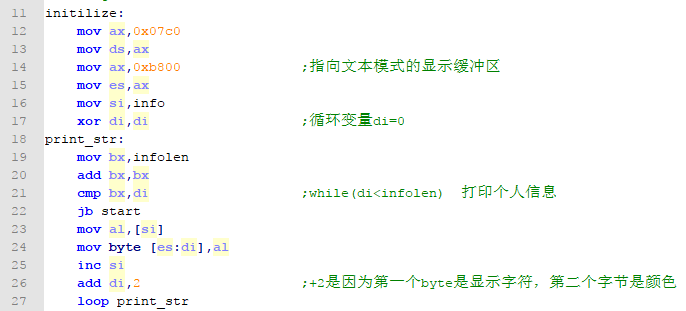 11 initilize:
12     mov ax,0x07c0
13     mov ds,ax
14     mov ax,0xb800                ;指向文本模式的显示缓冲区
15     mov es,ax
16     mov si,info
17     xor di,di                    ;循环变量di=0
18 print_str:
19     mov bx,infolen
20     add bx,bx
21     cmp bx,di                    ;while(di<infolen)  打印个人信息
22     jb start
23     mov al,[si]
24     mov byte [es:di],al
25     inc si
26     add di,2                     ;+2是因为第一个byte是显示字符，第二个字节是颜色
27     loop print_str